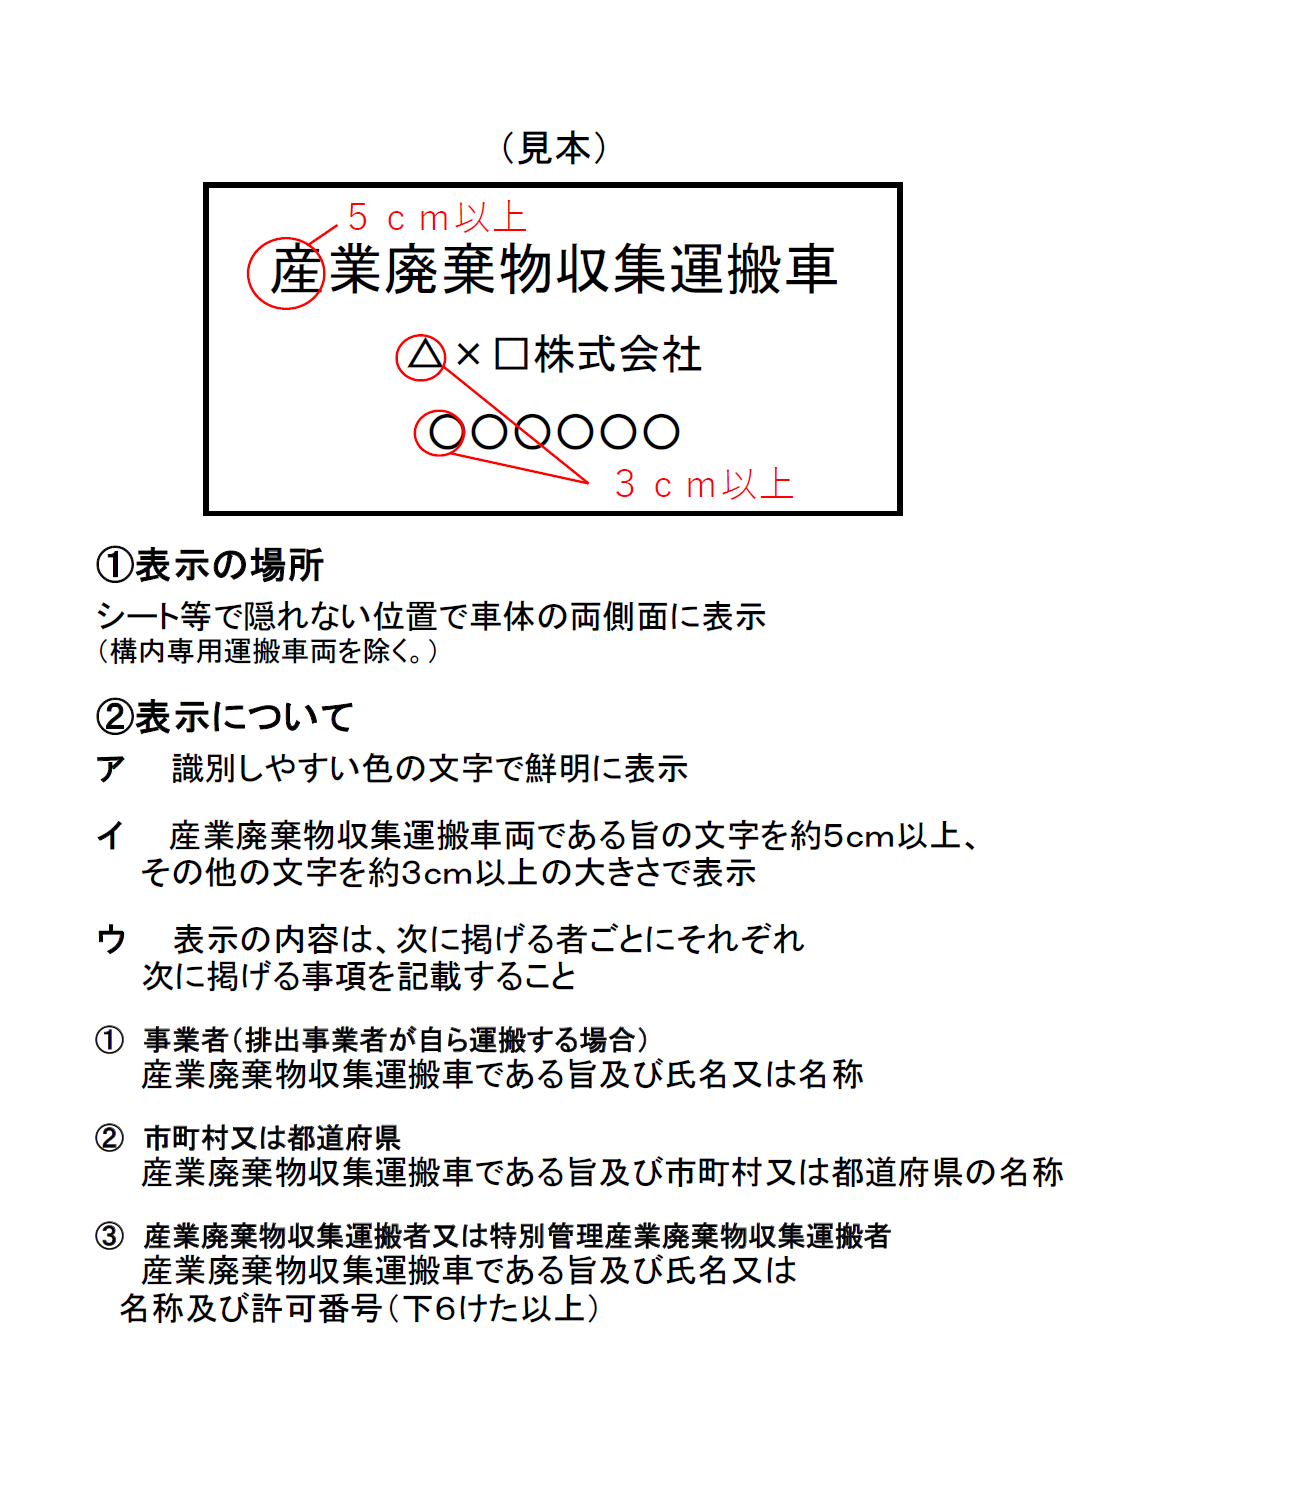 （見本）
５ｃｍ以上
産業廃棄物収集運搬車
△×□株式会社
○○○○○○
３ｃｍ以上
①表示の場所
シート等で隠れない位置で車体の両側面に表示
（構内専用運搬車両を除く。）
②表示について
ア　識別しやすい色の文字で鮮明に表示
イ　産業廃棄物収集運搬車両である旨の文字を約５ｃｍ以上、
その他の文字を約３ｃｍ以上の大きさで表示
ウ　表示の内容は、次に掲げる者ごとにそれぞれ
次に掲げる事項を記載すること
①　事業者（排出事業者が自ら運搬する場合）
産業廃棄物収集運搬車である旨及び氏名又は名称
②　市町村又は都道府県
産業廃棄物収集運搬車である旨及び市町村又は都道府県の名称
③　産業廃棄物収集運搬者又は特別管理産業廃棄物収集運搬者
産業廃棄物収集運搬車である旨及び氏名又は
名称及び許可番号（下６けた以上）